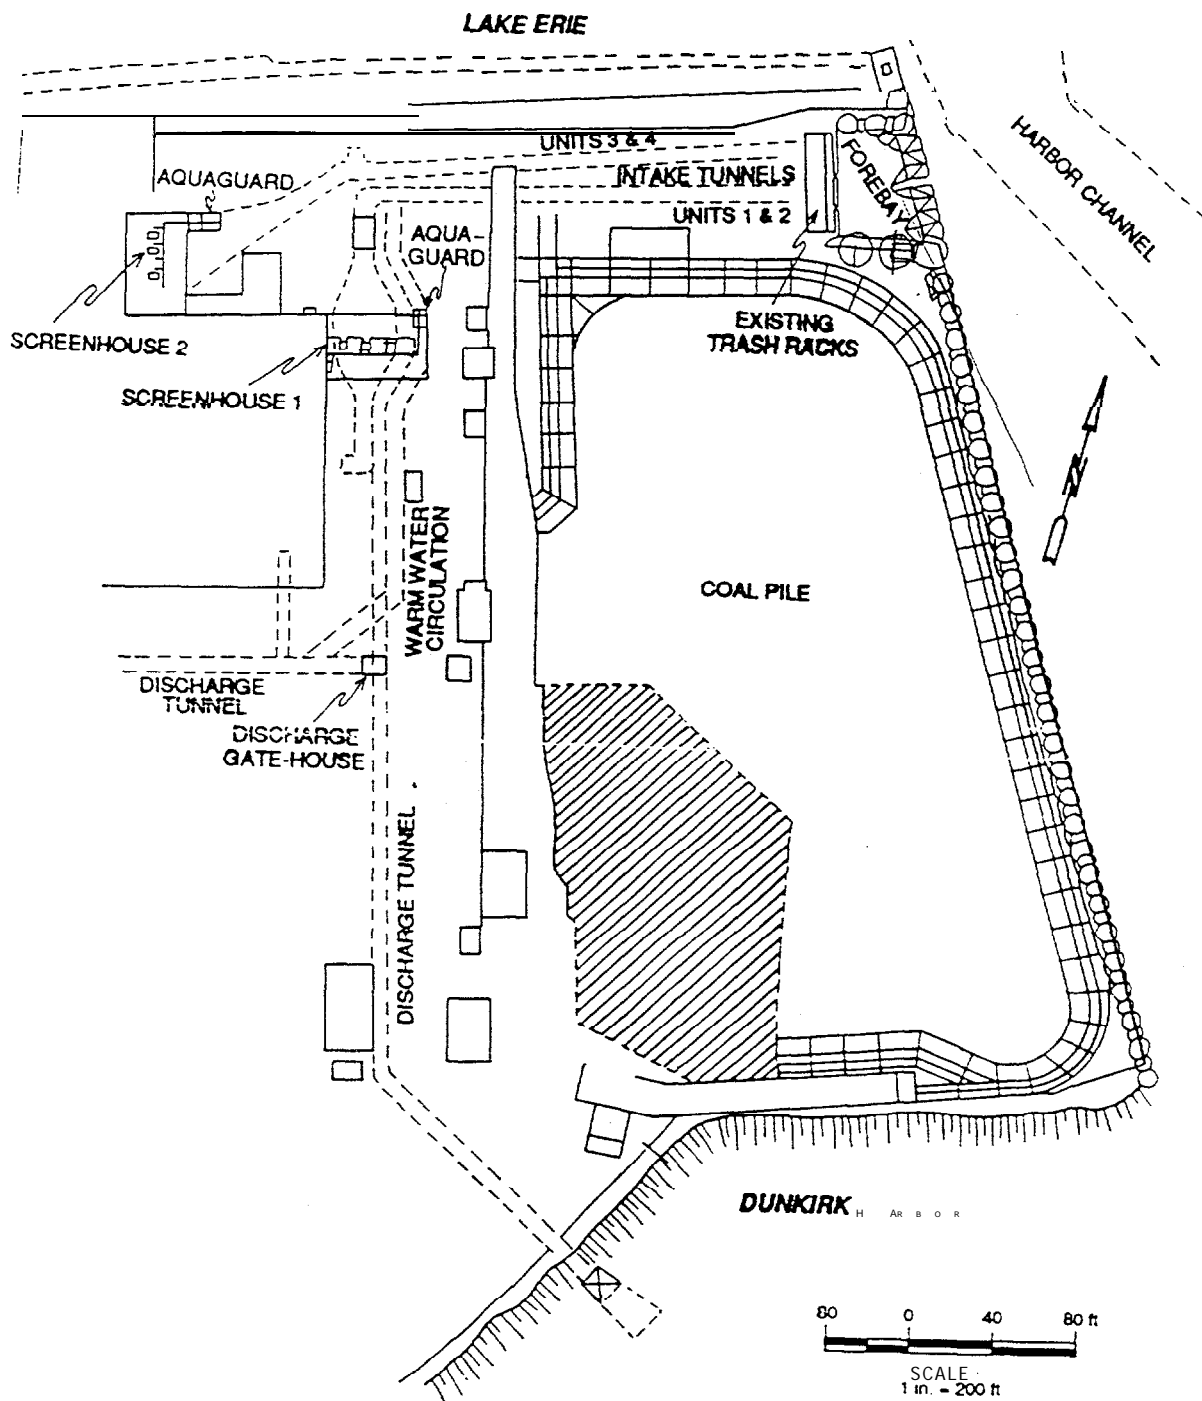 LAKE ERIE
HARBOR CHANNEL
UNITS 3 & 4
FOREBAY
INTAKE TUNNELS
AQUAGUARD
UNITS 1 & 2
AQUA-
GUARD
EXISTING
TRASH RACKS
SCREENHOUSE 2
SCREENHOUSE 1
N
WARM WATER
CIRCULATION
COAL PILE
DISCHARGE
TUNNEL
DISCHARGE
GATE-HOUSE
DISCHARGE TUNNEL
DUNKIRK HARBOR
80 0 40 80 ft
SCALE
1 in. = 200 ft